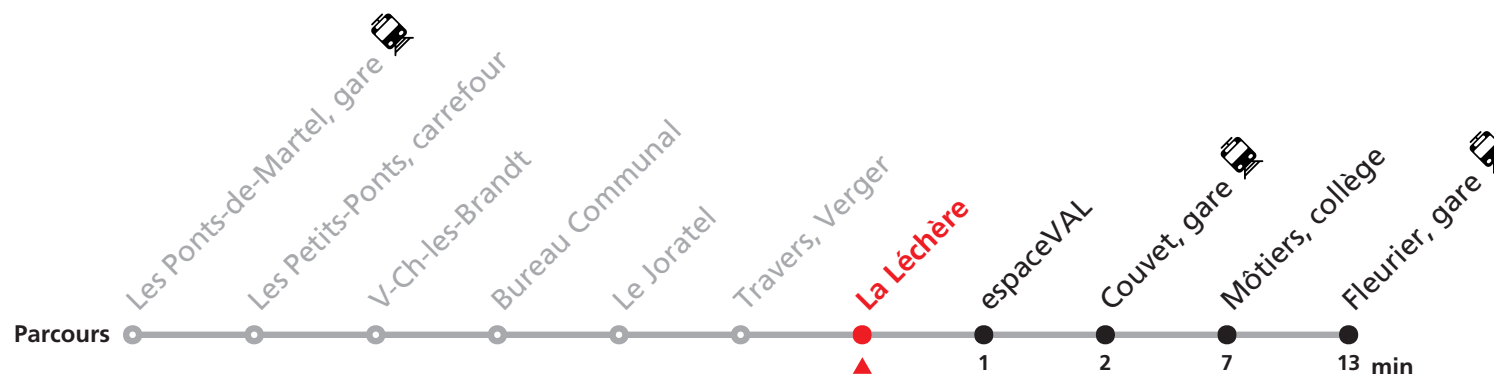 Les Ponts-de-Martel, gare
Les Petits-Ponts, carrefour
V-Ch-les-Brandt
Bureau Communal
Le Joratel
Travers, Verger
La Léchère
espaceVAL
Couvet, gare
Môtiers, collège
Fleurier, gare
Parcours
1 2 7 13 min